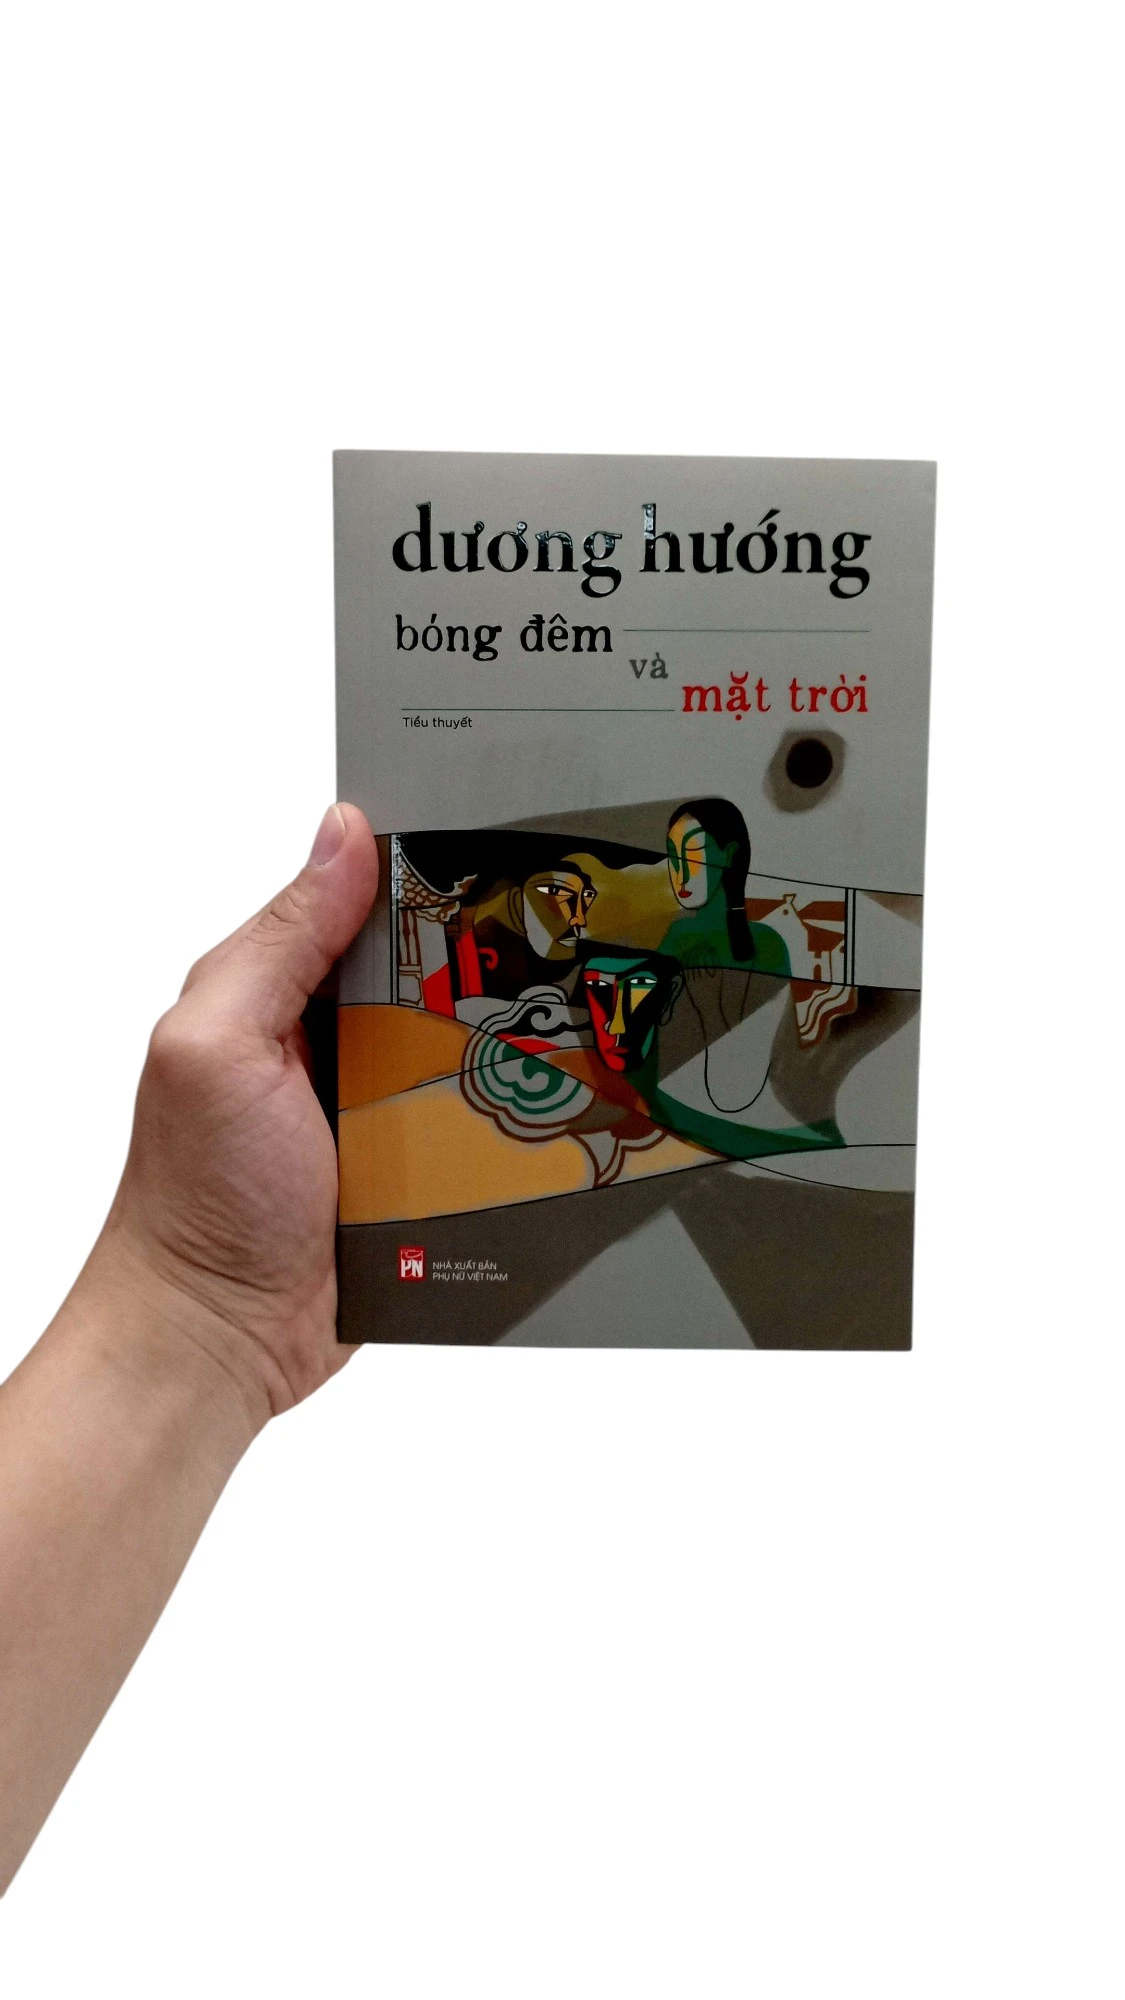 dương hướng
bóng đêm
và
mặt trời
Tiểu thuyết
PN
NHÀ XUẤT BẢN
PHỤ NỮ VIỆT NAM